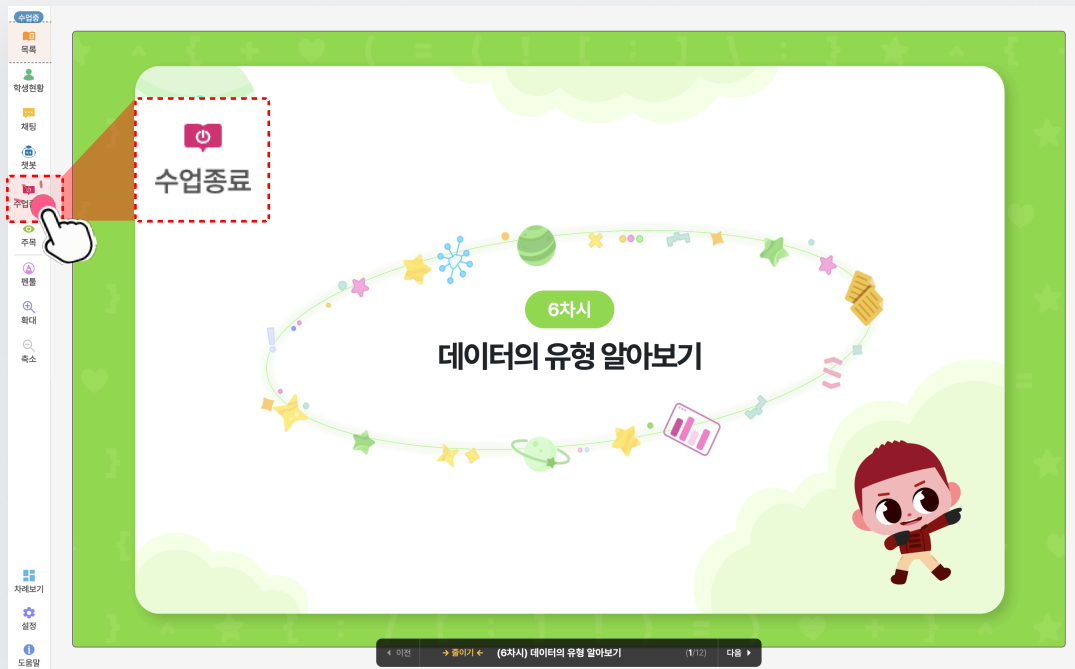 수업중
목록
학생현황
채팅
챗봇
주목
펜툴
확대
축소
차례보기
설정
도움말
수업종료
6차시
데이터의 유형 알아보기
이전
줄이기
(6차시) 데이터의 유형 알아보기
(1/12)
다음